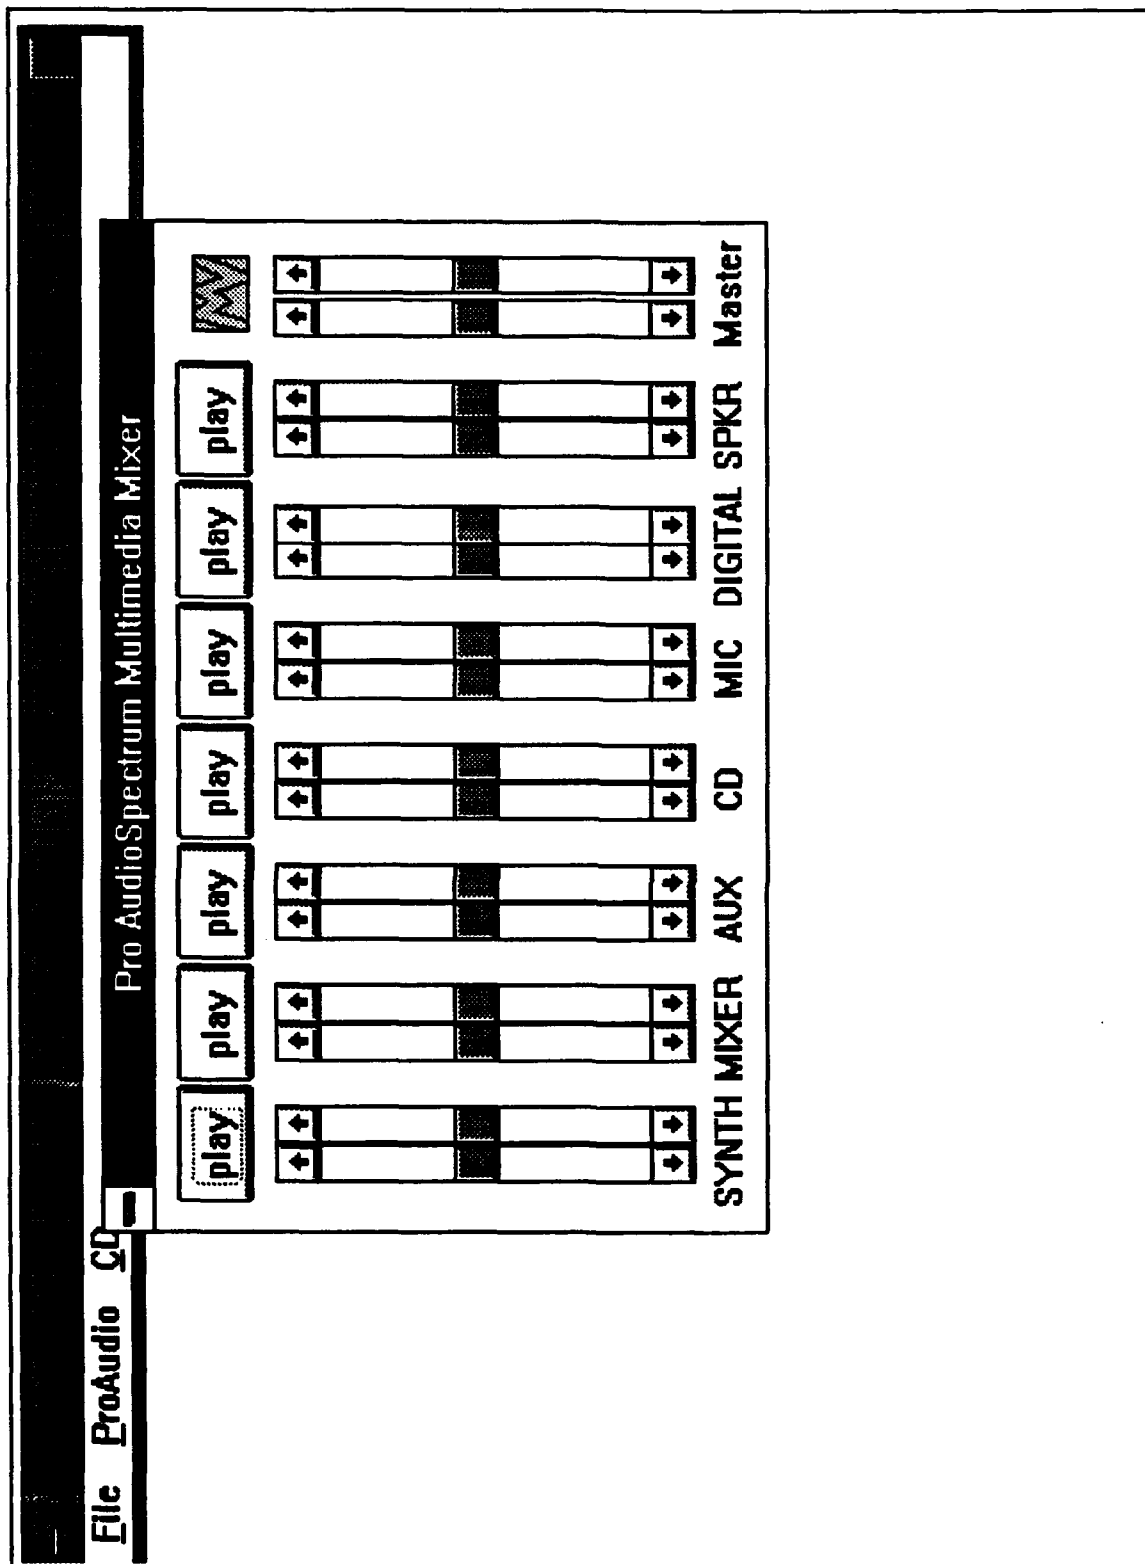 File ProAudio CD
Pro AudioSpectrum Multimedia Mixer
play play play play play play play
SYNTH MIXER AUX CD MIC DIGITAL SPKR Master